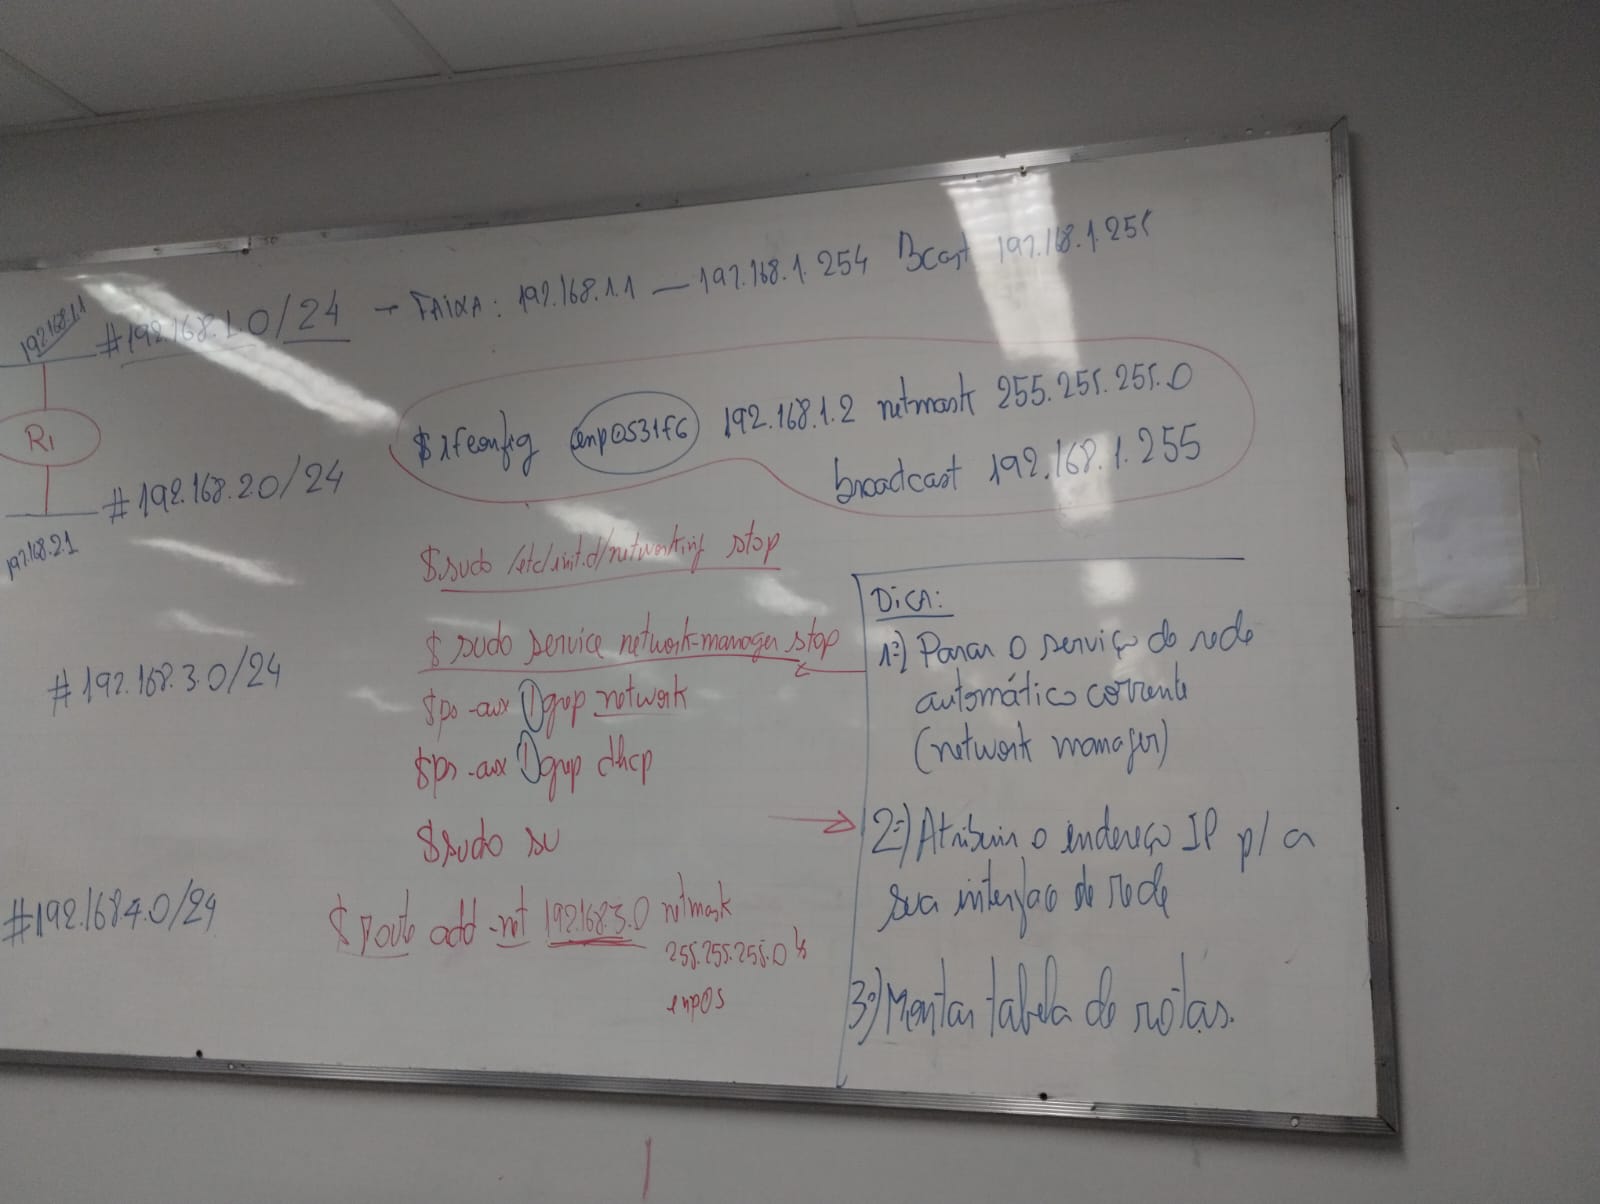 192.168.1.1
#192.168.1.0/24 → FAIXA: 192.168.1.1 — 192.168.1.254 Bcast 192.168.1.255
R1
$ifconfig enp0s31f6 192.168.1.2 netmask 255.255.255.0
broadcast 192.168.1.255
#192.168.2.0/24
192.168.2.1
$sudo /etc/init.d/networking stop
$ sudo service network-manager stop
$ps -aux | grep network
$ps -aux | grep dhcp
$sudo su
#192.168.3.0/24
#192.168.4.0/24
$ route add -net 192.168.3.0 netmask
255.255.255.0
enp0s
DICA:
1º) Parar o serviço de rede
automático corrente
(network manager)
2º) Atribuir o endereço IP p/ a
sua interface de rede
3º) Montar tabela de rotas.